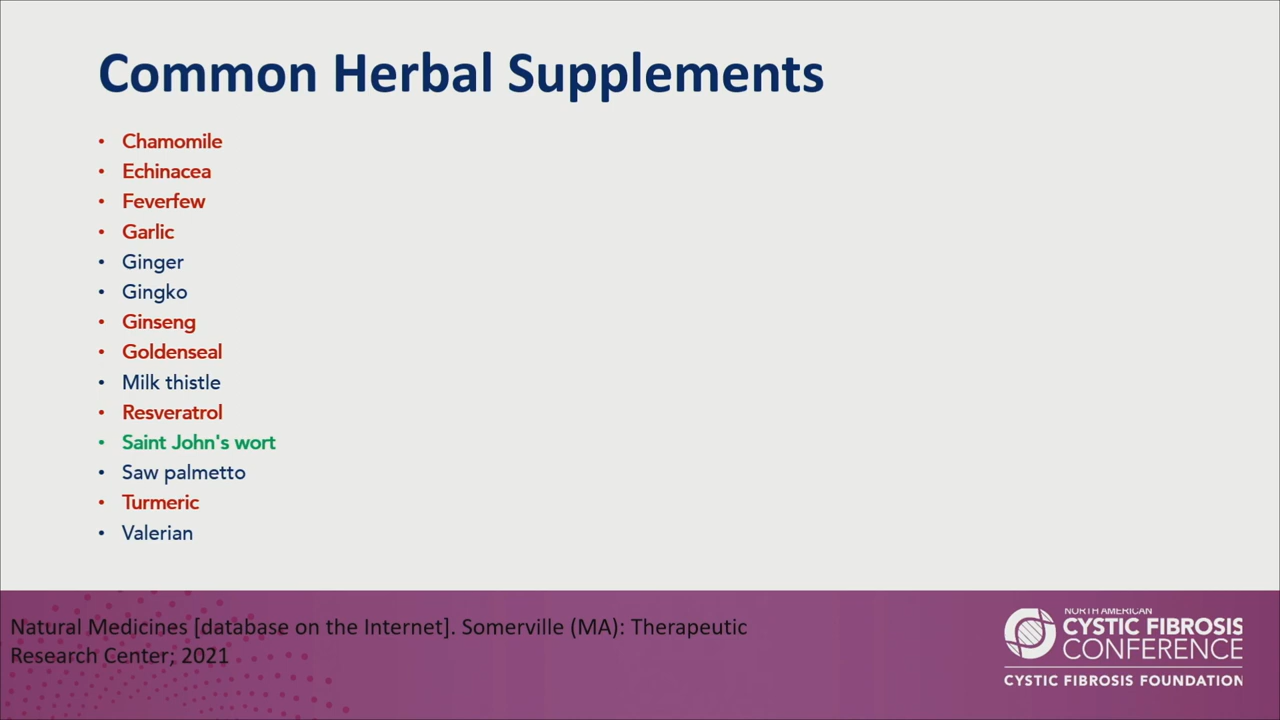 Common Herbal Supplements
• Chamomile
• Echinacea
• Feverfew
• Garlic
• Ginger
• Gingko
• Ginseng
• Goldenseal
• Milk thistle
• Resveratrol
• Saint John's wort
• Saw palmetto
• Turmeric
• Valerian
Natural Medicines [database on the Internet]. Somerville (MA): Therapeutic
Research Center; 2021
NORTH AMERICAN
CYSTIC FIBROSIS
CONFERENCE
CYSTIC FIBROSIS FOUNDATION